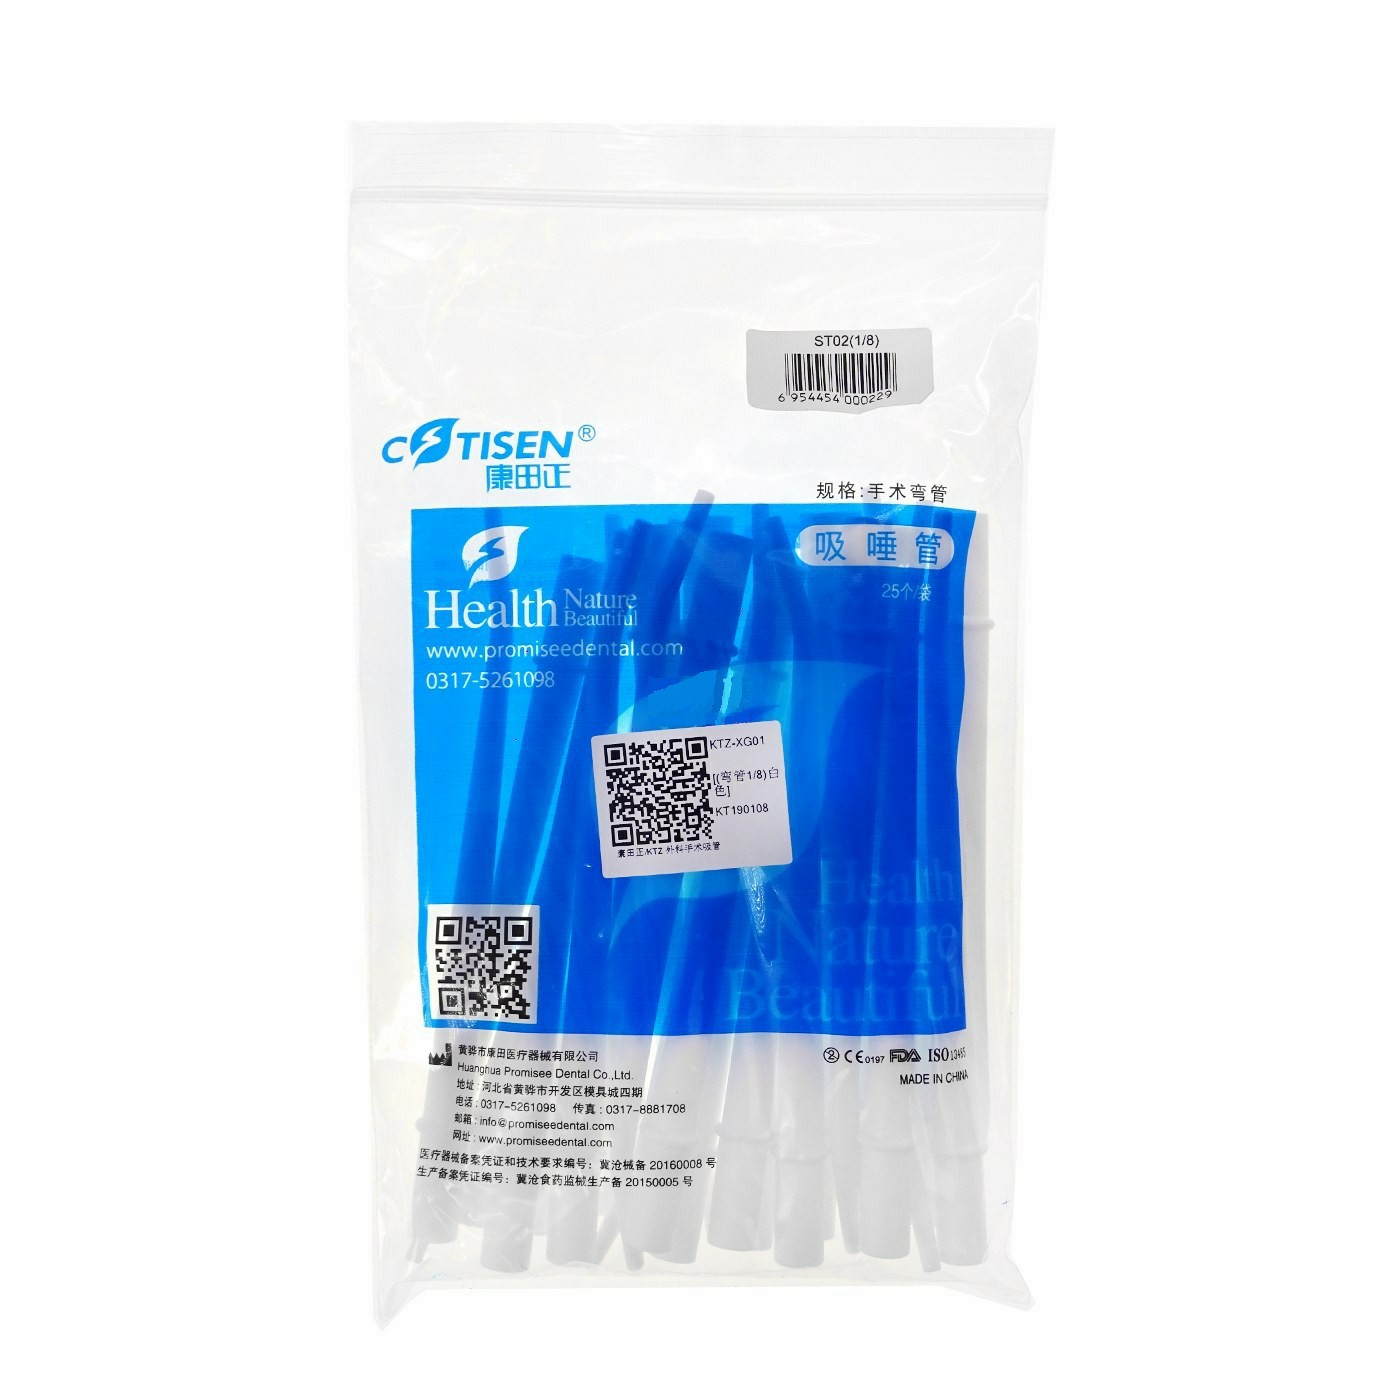 ST02(1/8)
6 954454 000229
COTISEN®
康田正
规格:手术弯管
吸唾管
25个/袋
Health Nature Beautiful
www.promiseedental.com
0317-5261098
KTZ-XG01
[(弯管1/8)白
色]
KT190108
康田正/KTZ 外科手术吸管
Health
Nature
Beautiful
黄骅市康田医疗器械有限公司
Huanghua Promisee Dental Co.,Ltd.
地址:河北省黄骅市开发区模具城四期
电话:0317-5261098 传真:0317-8881708
邮箱:info@promiseedental.com
网址:www.promiseedental.com
医疗器械备案凭证和技术要求编号:冀沧械备 20160008 号
生产备案凭证编号:冀沧食药监械生产备 20150005 号
2 CE0197 FDA ISO13485
MADE IN CHINA